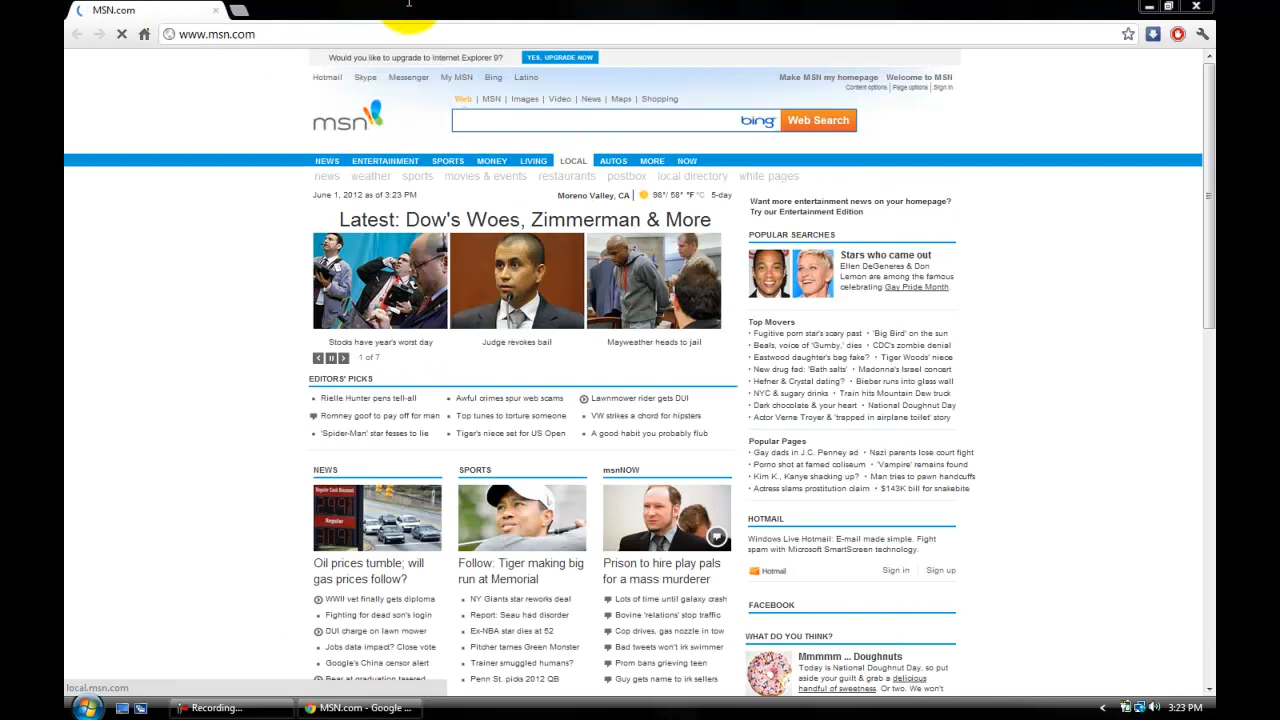 MSN.com
www.msn.com
Would you like to upgrade to Internet Explorer 9? YES, UPGRADE NOW
Hotmail Skype Messenger My MSN Bing Latino
Make MSN my homepage Welcome to MSN
Content options | Page options | Sign In
Web | MSN | Images | Video | News | Maps | Shopping
msn
bing Web Search
NEWS ENTERTAINMENT SPORTS MONEY LIVING LOCAL AUTOS MORE NOW
news weather sports movies & events restaurants postbox local directory white pages
June 1, 2012 as of 3:23 PM
Moreno Valley, CA | 98°/ 58° °F °C 5-day
Latest: Dow's Woes, Zimmerman & More
Stocks have year's worst day
Judge revokes bail
Mayweather heads to jail
1 of 7
EDITORS' PICKS
Rielle Hunter pens tell-all
Awful crimes spur web scams
Lawnmower rider gets DUI
Romney goof to pay off for man
Top tunes to torture someone
VW strikes a chord for hipsters
'Spider-Man' star fesses to lie
Tiger's niece set for US Open
A good habit you probably flub
NEWS
Regular
Oil prices tumble; will
gas prices follow?
WWII vet finally gets diploma
Fighting for dead son's login
DUI charge on lawn mower
Jobs data impact? Close vote
Google's China censor alert
Bear at graduation tasered
SPORTS
Follow: Tiger making big
run at Memorial
NY Giants star reworks deal
Report: Seau had disorder
Ex-NBA star dies at 52
Pitcher tames Green Monster
Trainer smuggled humans?
Penn St. picks 2012 QB
msnNOW
Prison to hire play pals
for a mass murderer
Lots of time until galaxy crash
Bovine 'relations' stop traffic
Cop drives, gas nozzle in tow
Bad tweets won't irk swimmer
Prom bans grieving teen
Guy gets name to irk sellers
Want more entertainment news on your homepage?
Try our Entertainment Edition
POPULAR SEARCHES
Stars who came out
Ellen DeGeneres & Don
Lemon are among the famous
celebrating Gay Pride Month.
Top Movers
Fugitive porn star's scary past • 'Big Bird' on the sun
Beals, voice of 'Gumby,' dies • CDC's zombie denial
Eastwood daughter's bag fake? • Tiger Woods' niece
New drug fad: 'Bath salts' • Madonna's Israel concert
Hefner & Crystal dating? • Bieber runs into glass wall
NYC & sugary drinks • Train hits Mountain Dew truck
Dark chocolate & your heart • National Doughnut Day
Actor Verne Troyer & 'trapped in airplane toilet' story
Popular Pages
Gay dads in J.C. Penney ad • Nazi parents lose court fight
Porno shot at famed coliseum • 'Vampire' remains found
Kim K., Kanye shacking up? • Man tries to pawn handcuffs
Actress slams prostitution claim • $143K bill for snakebite
HOTMAIL
Windows Live Hotmail: E-mail made simple. Fight
spam with Microsoft SmartScreen technology.
Hotmail Sign in Sign up
FACEBOOK
WHAT DO YOU THINK?
Mmmmm ... Doughnuts
Today is National Doughnut Day, so put
aside your guilt & grab a delicious
handful of sweetness. Or two. We won't
local.msn.com
Recording...
MSN.com - Google ...
3:23 PM